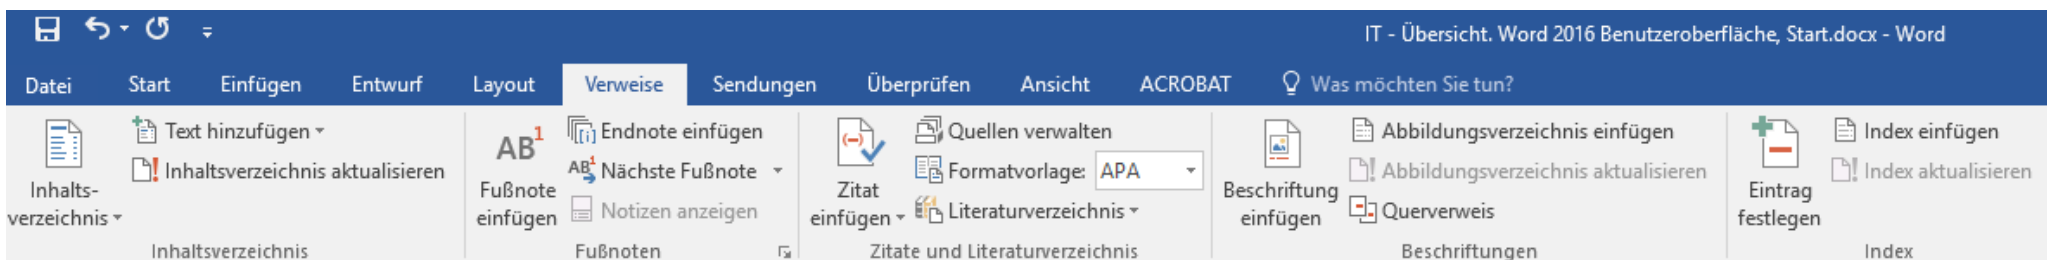 IT - Übersicht. Word 2016 Benutzeroberfläche, Start.docx - Word
Datei Start Einfügen Entwurf Layout Verweise Sendungen Überprüfen Ansicht ACROBAT Was möchten Sie tun?
Inhalts-
verzeichnis
Text hinzufügen
Inhaltsverzeichnis aktualisieren
Inhaltsverzeichnis
AB1
Fußnote
einfügen
[i] Endnote einfügen
AB1 Nächste Fußnote
Notizen anzeigen
Fußnoten
(-)
Zitat
einfügen
Quellen verwalten
Formatvorlage: APA
Literaturverzeichnis
Zitate und Literaturverzeichnis
Beschriftung
einfügen
Abbildungsverzeichnis einfügen
Abbildungsverzeichnis aktualisieren
Querverweis
Beschriftungen
Eintrag
festlegen
Index einfügen
Index aktualisieren
Index